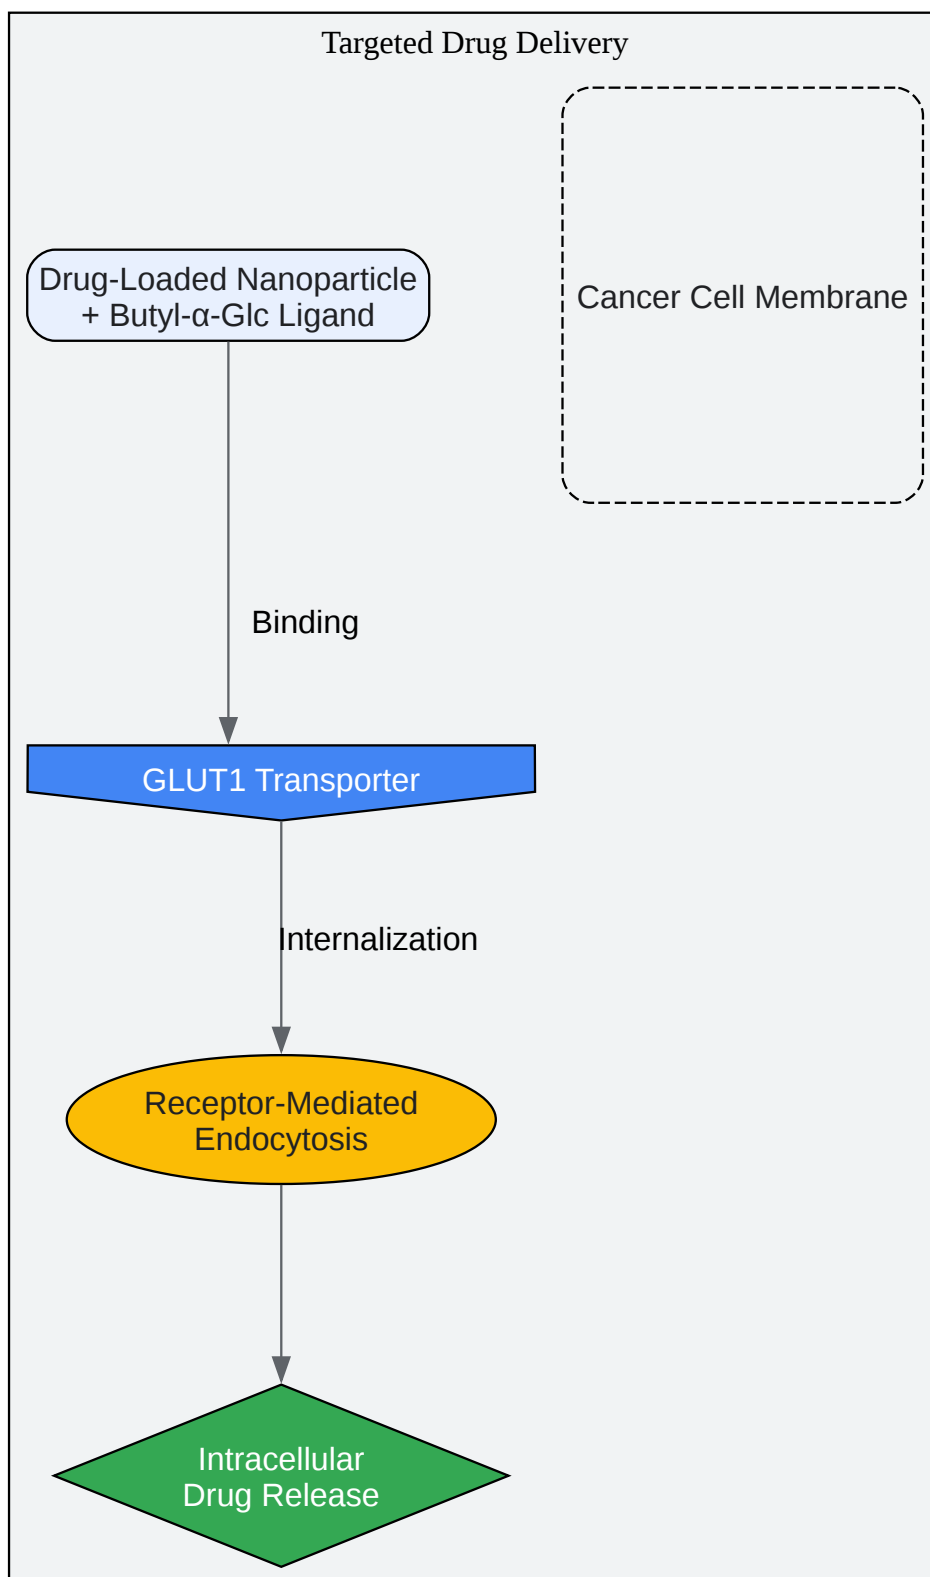 Targeted Drug Delivery
Drug-Loaded Nanoparticle
+ Butyl-α-Glc Ligand
Cancer Cell Membrane
Binding
GLUT1 Transporter
Internalization
Receptor-Mediated
Endocytosis
Intracellular
Drug Release